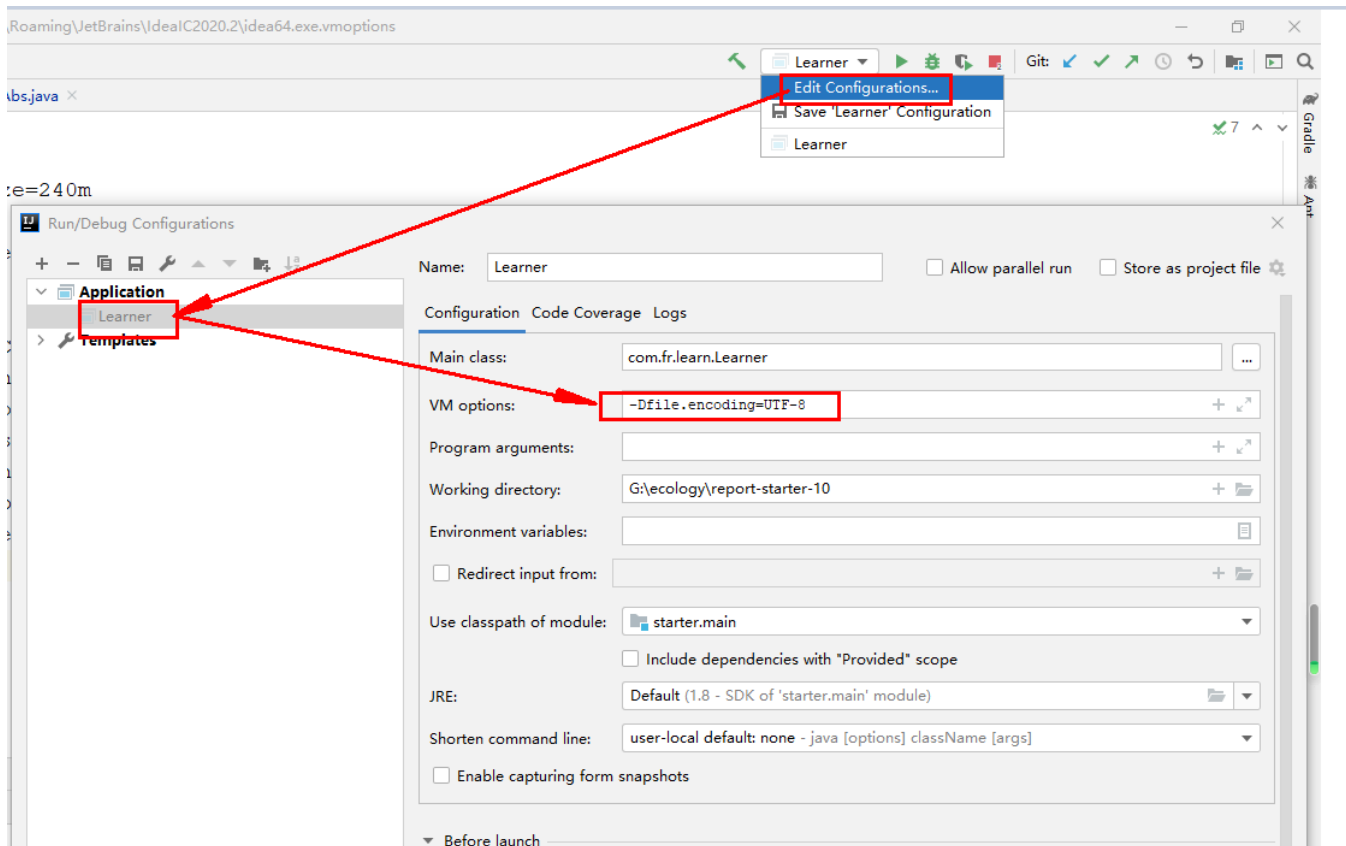 \Roaming\JetBrains\IdeaIC2020.2\idea64.exe.vmoptions
Learner
Git:
Edit Configurations...
Abs.java
Save 'Learner' Configuration
7
Learner
Gradle
Ant
ze=240m
Run/Debug Configurations
Name: Learner Allow parallel run Store as project file
Application
Learner
Templates
Configuration Code Coverage Logs
Main class: com.fr.learn.Learner ...
VM options: -Dfile.encoding=UTF-8
Program arguments:
Working directory: G:\ecology\report-starter-10
Environment variables:
Redirect input from:
Use classpath of module: starter.main
Include dependencies with "Provided" scope
JRE: Default (1.8 - SDK of 'starter.main' module)
Shorten command line: user-local default: none - java [options] className [args]
Enable capturing form snapshots
Before launch